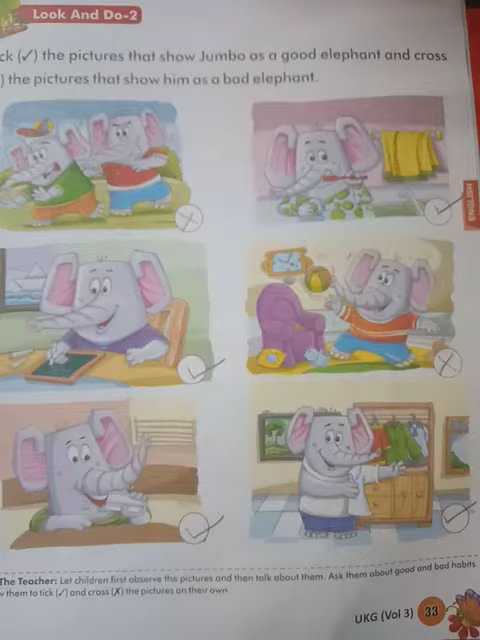 Look And Do-2
ck (✓) the pictures that show Jumbo as a good elephant and cross
) the pictures that show him as a bad elephant.
ENGLISH
The Teacher: Let children first observe the pictures and then talk about them. Ask them about good and bad habits
w them to tick (✓) and cross (✗) the pictures on their own
UKG (Vol 3) 33